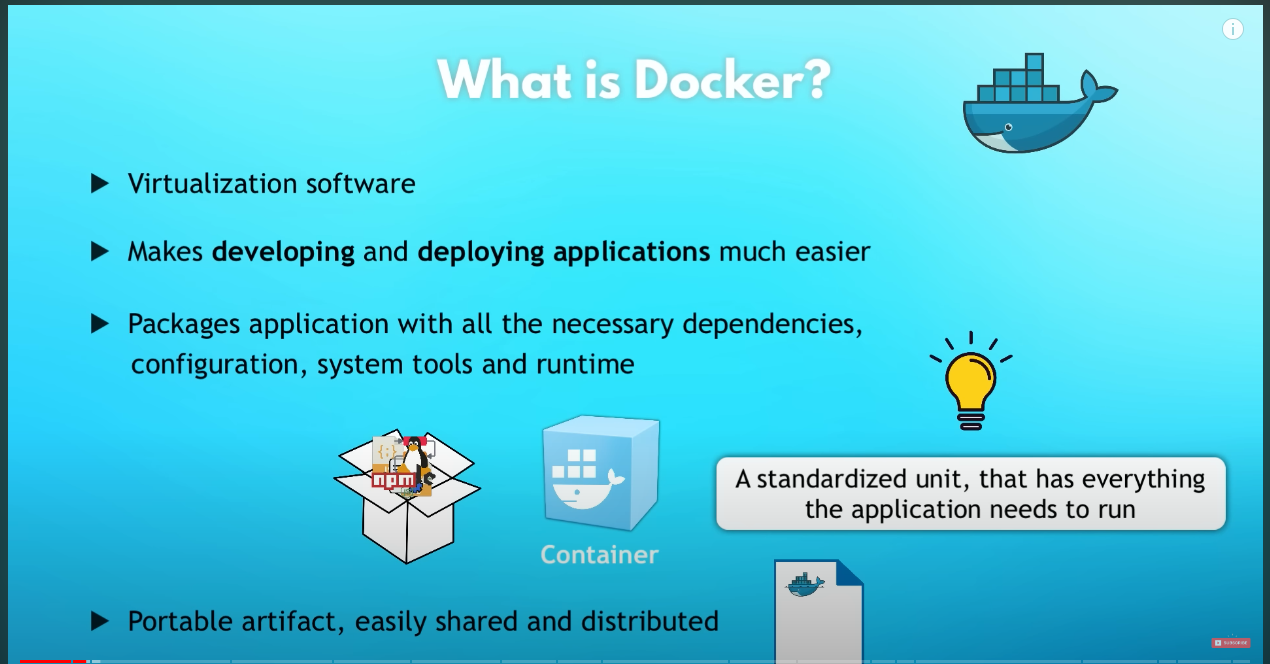 What is Docker?
Virtualization software
Makes developing and deploying applications much easier
Packages application with all the necessary dependencies,
configuration, system tools and runtime
npm
Container
A standardized unit, that has everything
the application needs to run
Portable artifact, easily shared and distributed
SUBSCRIBE